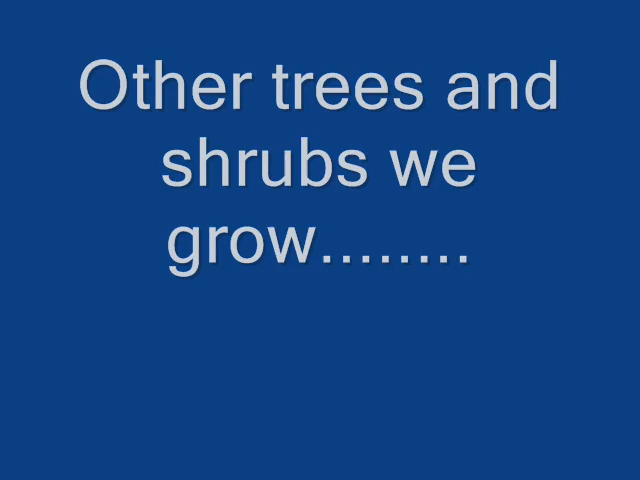 Other trees and
shrubs we
grow........